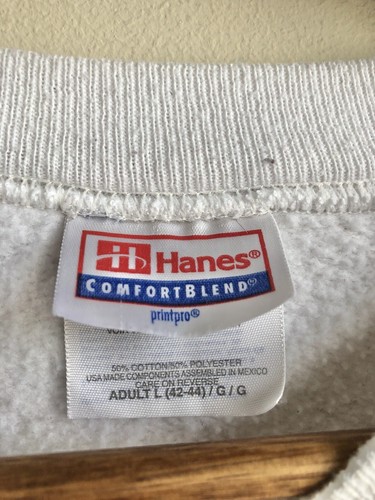 Hanes®
COMFORTBLEND®
printpro®
50% COTTON/50% POLYESTER
USA MADE COMPONENTS ASSEMBLED IN MEXICO
CARE ON REVERSE
ADULT L (42-44) / G / G